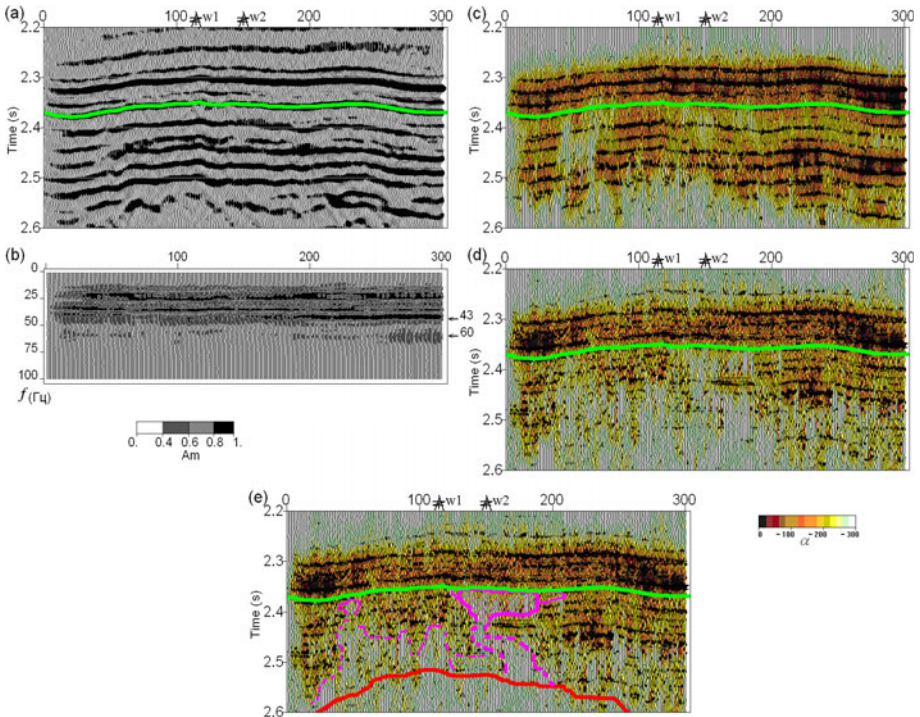 (a) 0 100 w1 w2 200 300
2.2
2.3
2.4
2.5
2.6
Time (s)
(c) 0 100 w1 w2 200 300
2.2
2.3
2.4
2.5
2.6
Time (s)
(b) 0 100 200 300
0
25
50
75
100
f(Гц)
43
60
0. 0.4 0.6 0.8 1.
Am
(d) 0 100 w1 w2 200 300
2.2
2.3
2.4
2.5
2.6
Time (s)
(e) 0 100 w1 w2 200 300
2.2
2.3
2.4
2.5
2.6
Time (s)
0 -100 -200 -300
α